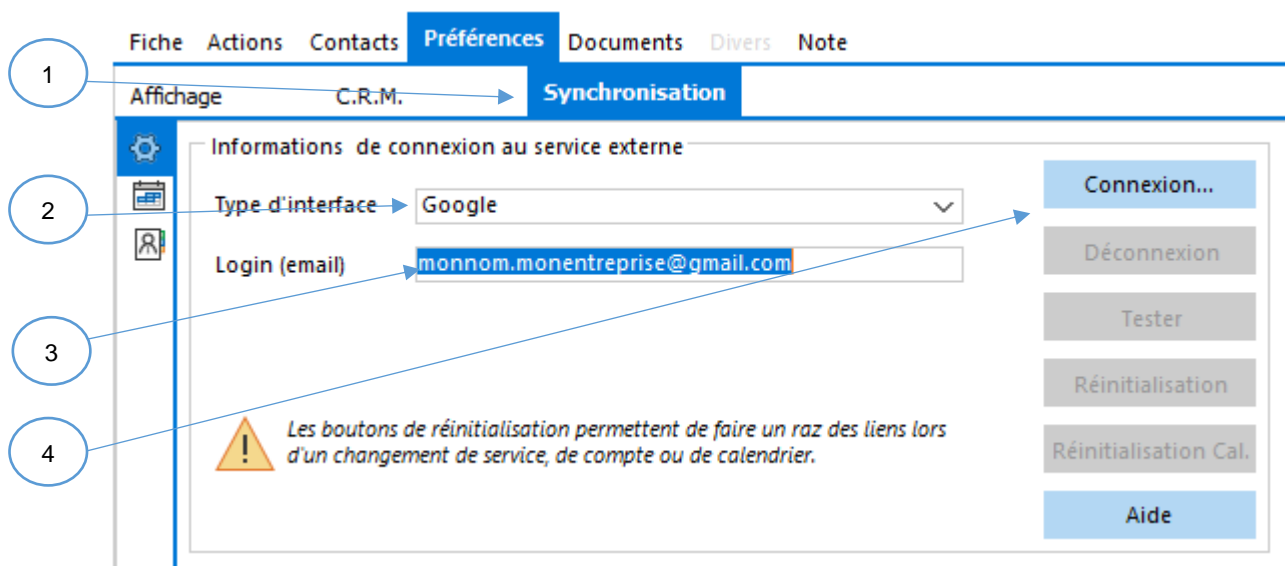 Fiche Actions Contacts Préférences Documents Divers Note
1
Affichage C.R.M. Synchronisation
Informations de connexion au service externe
Connexion...
2
Type d'interface Google
Déconnexion
Login (email) monnom.monentreprise@gmail.com
Tester
3
Réinitialisation
4
Les boutons de réinitialisation permettent de faire un raz des liens lors
d'un changement de service, de compte ou de calendrier.
Réinitialisation Cal.
Aide